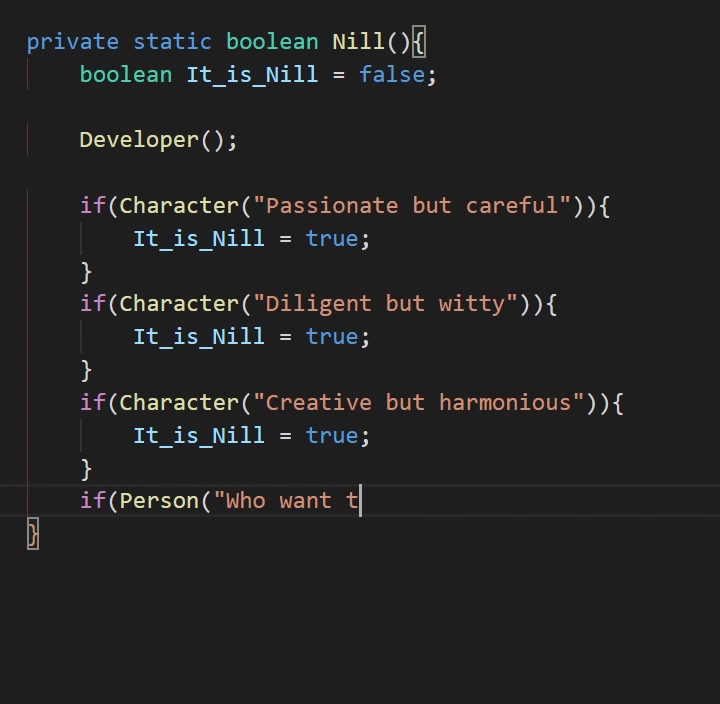 private static boolean Nill(){
boolean It_is_Nill = false;
Developer();
if(Character("Passionate but careful")){
It_is_Nill = true;
}
if(Character("Diligent but witty")){
It_is_Nill = true;
}
if(Character("Creative but harmonious")){
It_is_Nill = true;
}
if(Person("Who want t
}